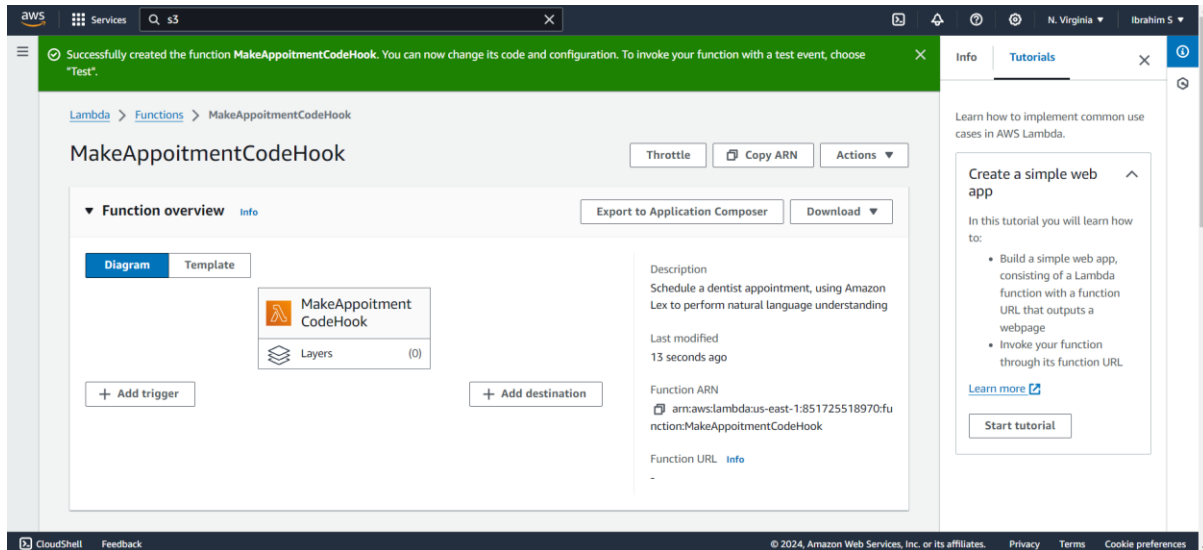 aws
Services
s3
N. Virginia ▼
Ibrahim S ▼
Successfully created the function MakeAppoitmentCodeHook. You can now change its code and configuration. To invoke your function with a test event, choose
"Test".
Info
Tutorials
Lambda > Functions > MakeAppoitmentCodeHook
MakeAppoitmentCodeHook
Throttle
Copy ARN
Actions ▼
▼ Function overview Info
Export to Application Composer
Download ▼
Diagram
Template
MakeAppoitment
CodeHook
Layers (0)
+ Add trigger
+ Add destination
Description
Schedule a dentist appointment, using Amazon
Lex to perform natural language understanding
Last modified
13 seconds ago
Function ARN
arn:aws:lambda:us-east-1:851725518970:fu
nction:MakeAppoitmentCodeHook
Function URL Info
-
Learn how to implement common use
cases in AWS Lambda.
Create a simple web
app
In this tutorial you will learn how
to:
• Build a simple web app,
consisting of a Lambda
function with a function
URL that outputs a
webpage
• Invoke your function
through its function URL
Learn more
Start tutorial
CloudShell
Feedback
© 2024, Amazon Web Services, Inc. or its affiliates.
Privacy
Terms
Cookie preferences